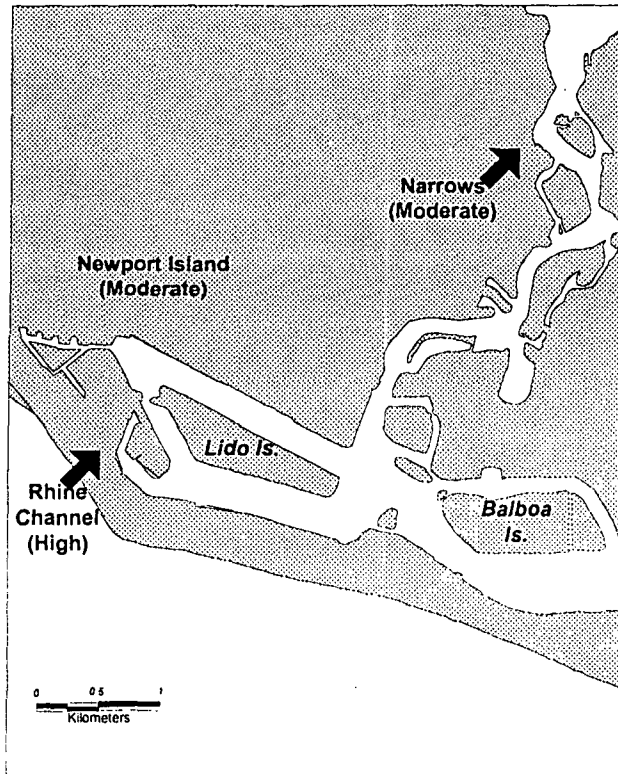 Narrows
(Moderate)
Newport Island
(Moderate)
Lido Is.
Rhine
Channel
(High)
Balboa
Is.
0 0.5 1
Kilometers